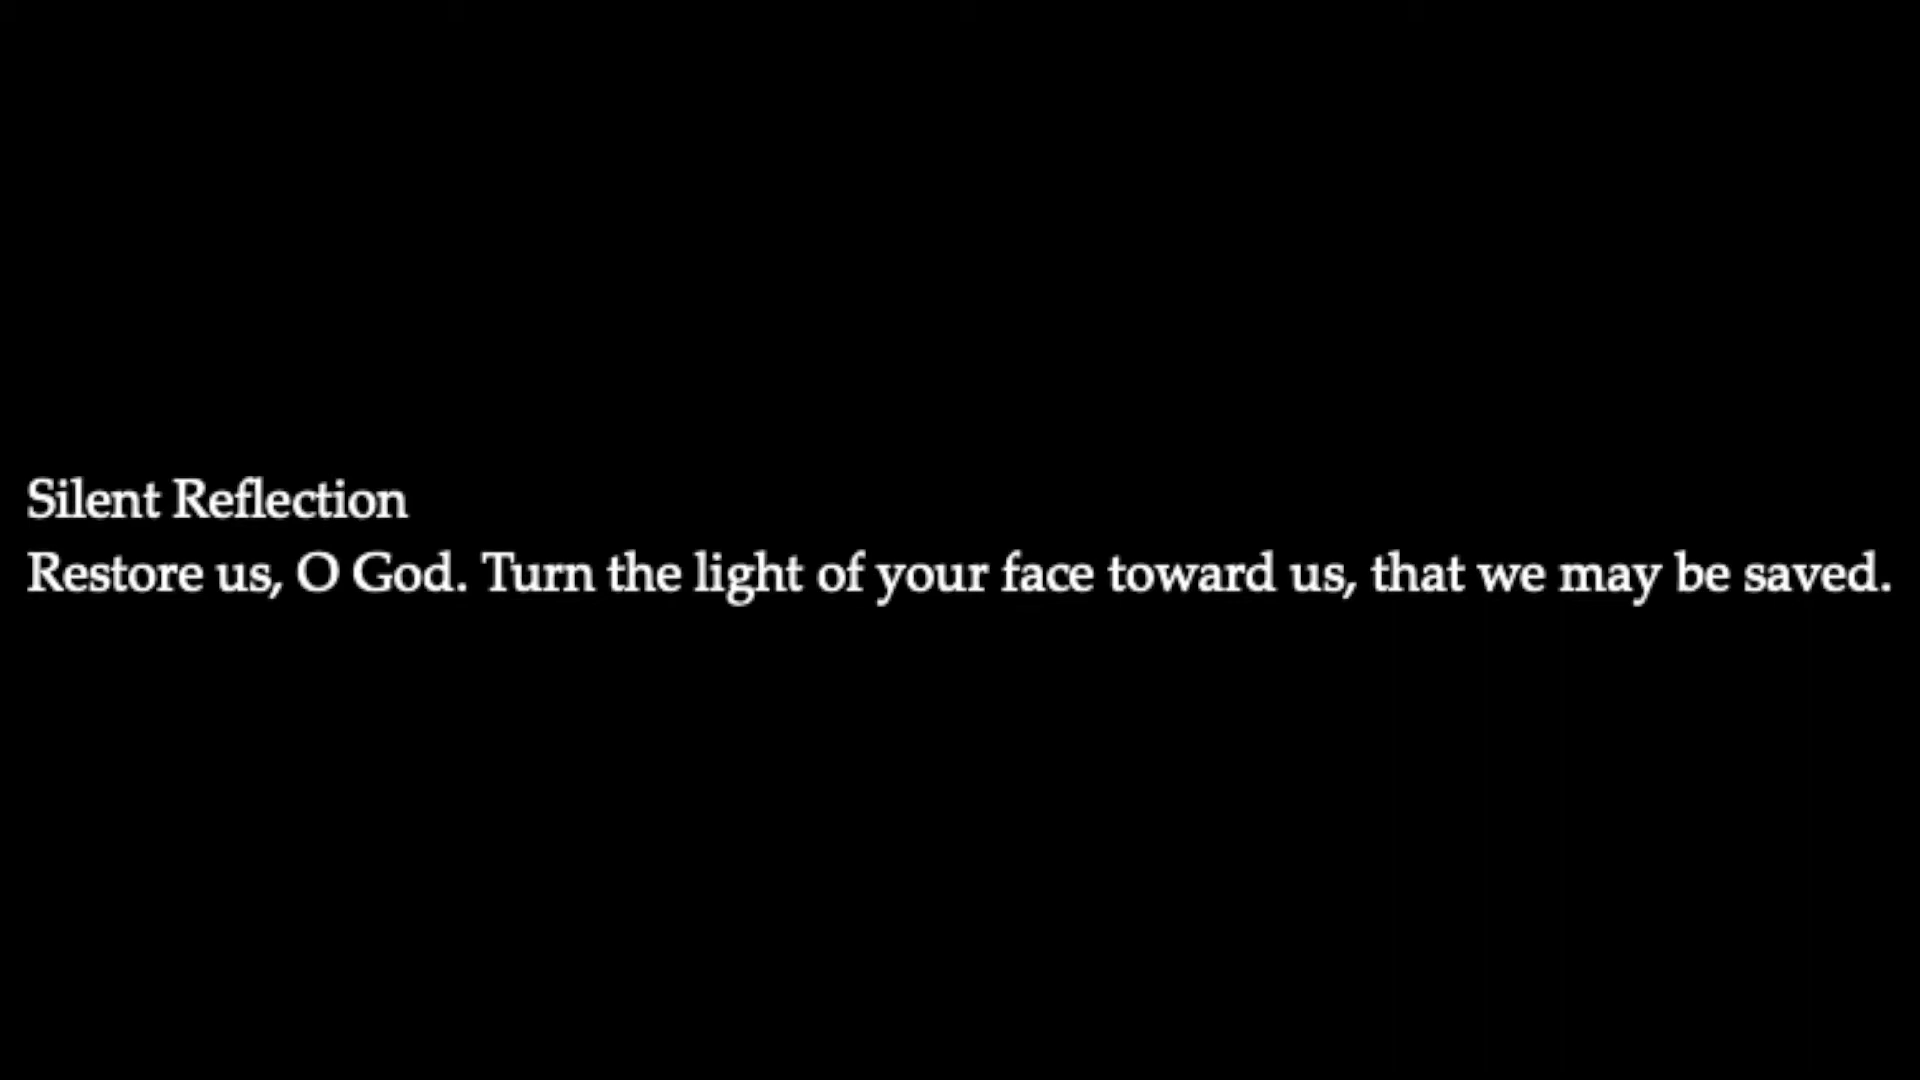 Silent Reflection
Restore us, O God. Turn the light of your face toward us, that we may be saved.